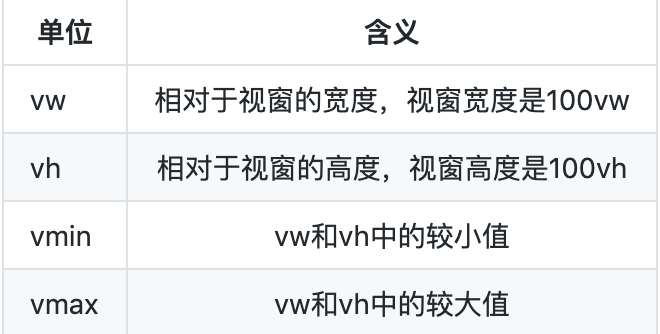 单位 含义
vw 相对于视窗的宽度，视窗宽度是100vw
vh 相对于视窗的高度，视窗高度是100vh
vmin vw和vh中的较小值
vmax vw和vh中的较大值